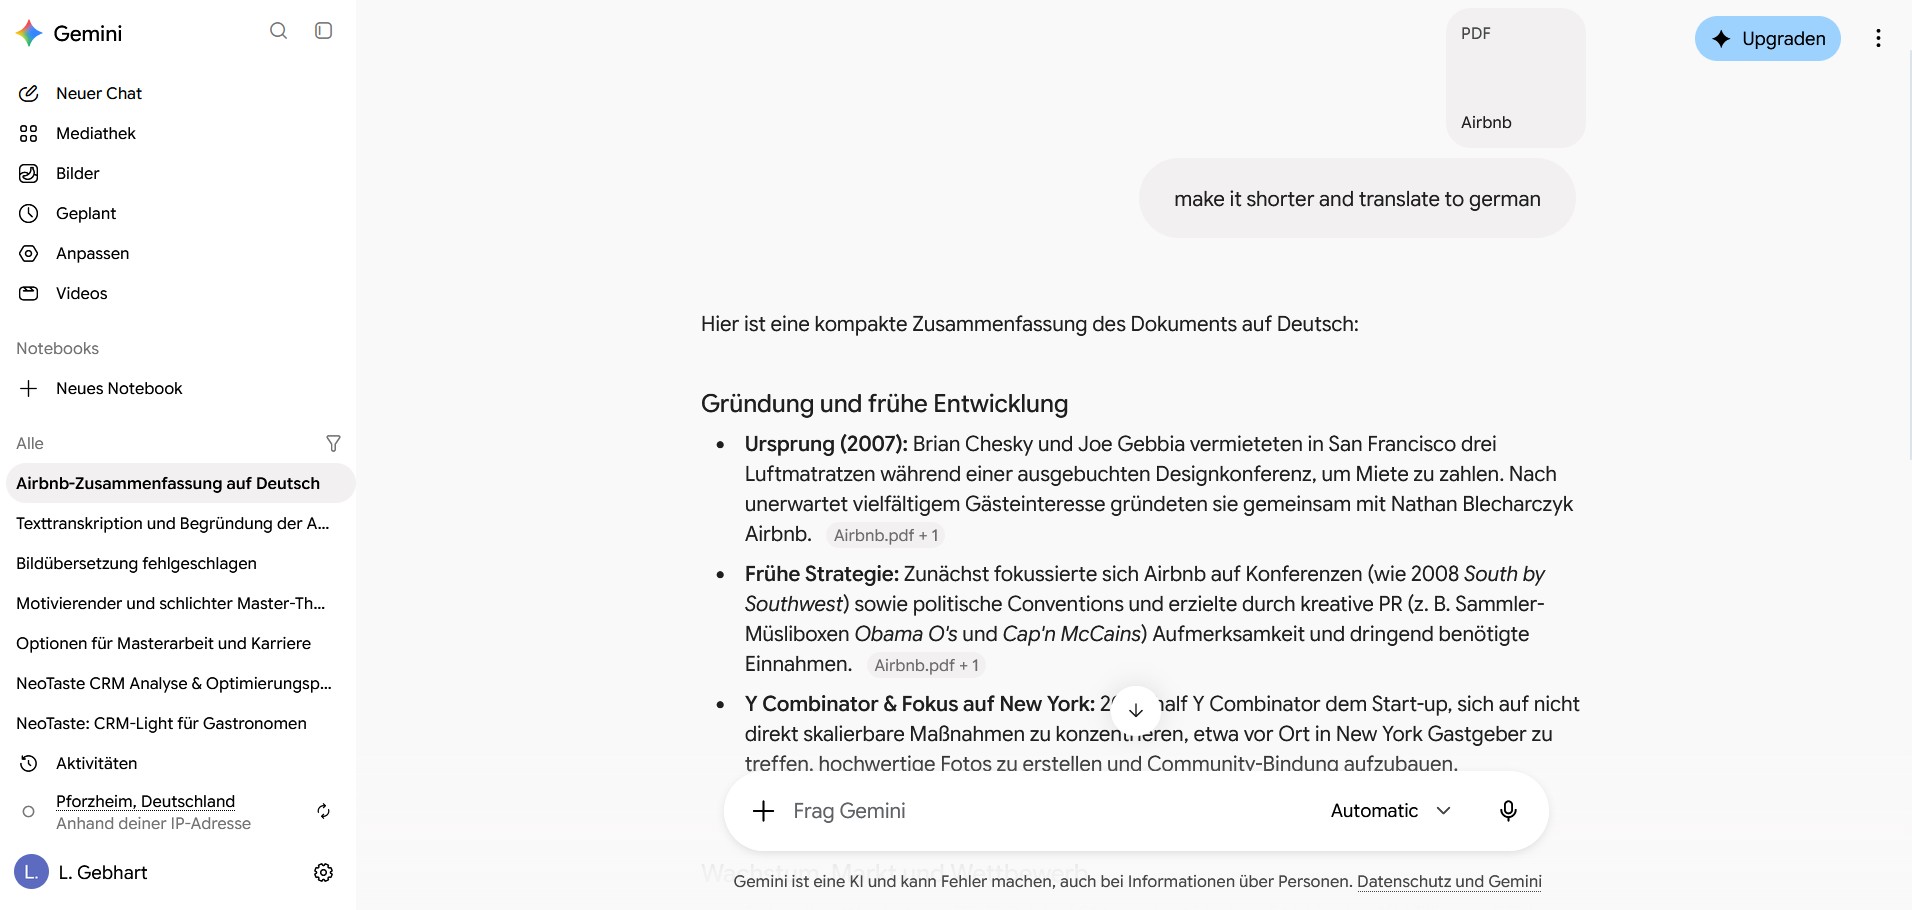 Gemini
Neuer Chat
Mediathek
Bilder
Geplant
Anpassen
Videos
Notebooks
Neues Notebook
Alle
Airbnb-Zusammenfassung auf Deutsch
Texttranskription und Begründung der A...
Bildübersetzung fehlgeschlagen
Motivierender und schlichter Master-Th...
Optionen für Masterarbeit und Karriere
NeoTaste CRM Analyse & Optimierungsp...
NeoTaste: CRM-Light für Gastronomen
Aktivitäten
Pforzheim, Deutschland
Anhand deiner IP-Adresse
L.
L. Gebhart
PDF
Airbnb
Upgraden
make it shorter and translate to german
Hier ist eine kompakte Zusammenfassung des Dokuments auf Deutsch:
Gründung und frühe Entwicklung
Ursprung (2007): Brian Chesky und Joe Gebbia vermieteten in San Francisco drei
Luftmatratzen während einer ausgebuchten Designkonferenz, um Miete zu zahlen. Nach
unerwartet vielfältigem Gästeinteresse gründeten sie gemeinsam mit Nathan Blecharczyk
Airbnb. Airbnb.pdf + 1
Frühe Strategie: Zunächst fokussierte sich Airbnb auf Konferenzen (wie 2008 South by
Southwest) sowie politische Conventions und erzielte durch kreative PR (z. B. Sammler-
Müsliboxen Obama O's und Cap'n McCains) Aufmerksamkeit und dringend benötigte
Einnahmen. Airbnb.pdf + 1
Y Combinator & Fokus auf New York: Y Combinator dem Start-up, sich auf nicht
direkt skalierbare Maßnahmen zu konzentrieren, etwa vor Ort in New York Gastgeber zu
treffen, hochwertige Fotos zu erstellen und Community-Bindung aufzubauen.
Frag Gemini
Automatic
Wachstum, Markt und Wettbewerb
Gemini ist eine KI und kann Fehler machen, auch bei Informationen über Personen. Datenschutz und Gemini